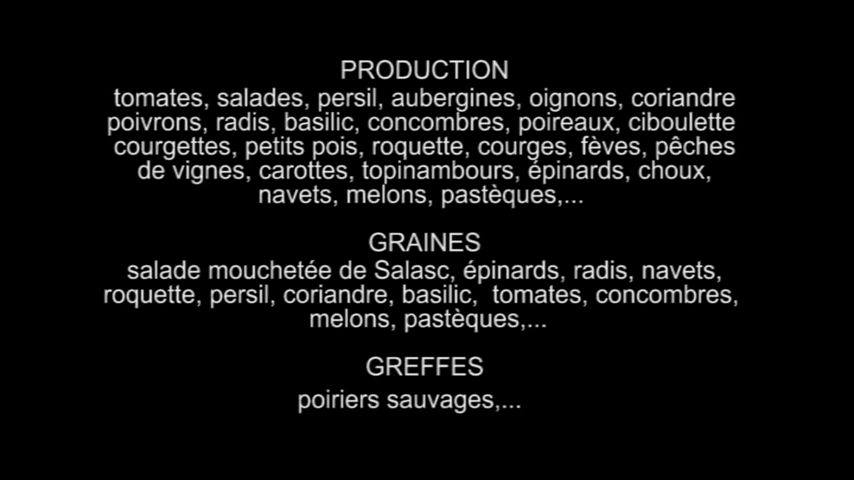 PRODUCTION
tomates, salades, persil, aubergines, oignons, coriandre
poivrons, radis, basilic, concombres, poireaux, ciboulette
courgettes, petits pois, roquette, courges, fèves, pêches
de vignes, carottes, topinambours, épinards, choux,
navets, melons, pastèques,...
GRAINES
salade mouchetée de Salasc, épinards, radis, navets,
roquette, persil, coriandre, basilic,  tomates, concombres,
melons, pastèques,...
GREFFES
poiriers sauvages,...